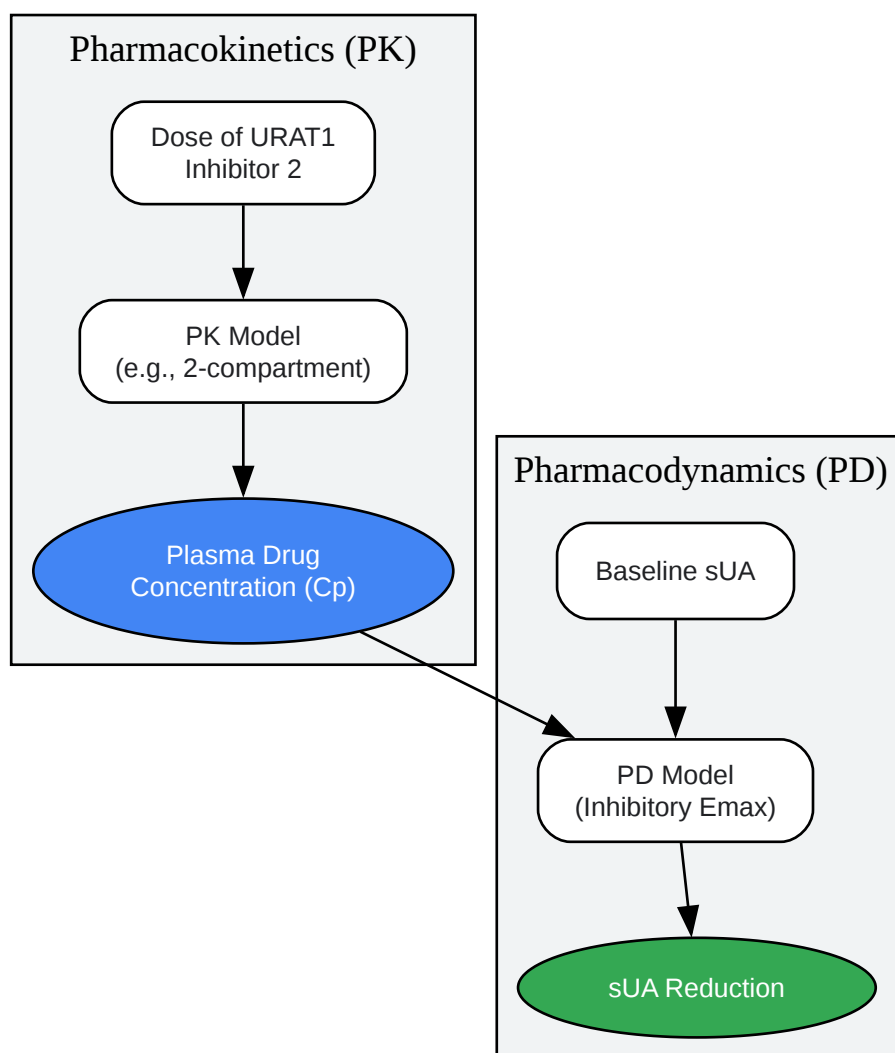 Pharmacokinetics (PK)
Dose of URAT1
Inhibitor 2
PK Model
(e.g., 2-compartment)
Plasma Drug
Concentration (Cp)
Pharmacodynamics (PD)
Baseline sUA
PD Model
(Inhibitory Emax)
sUA Reduction